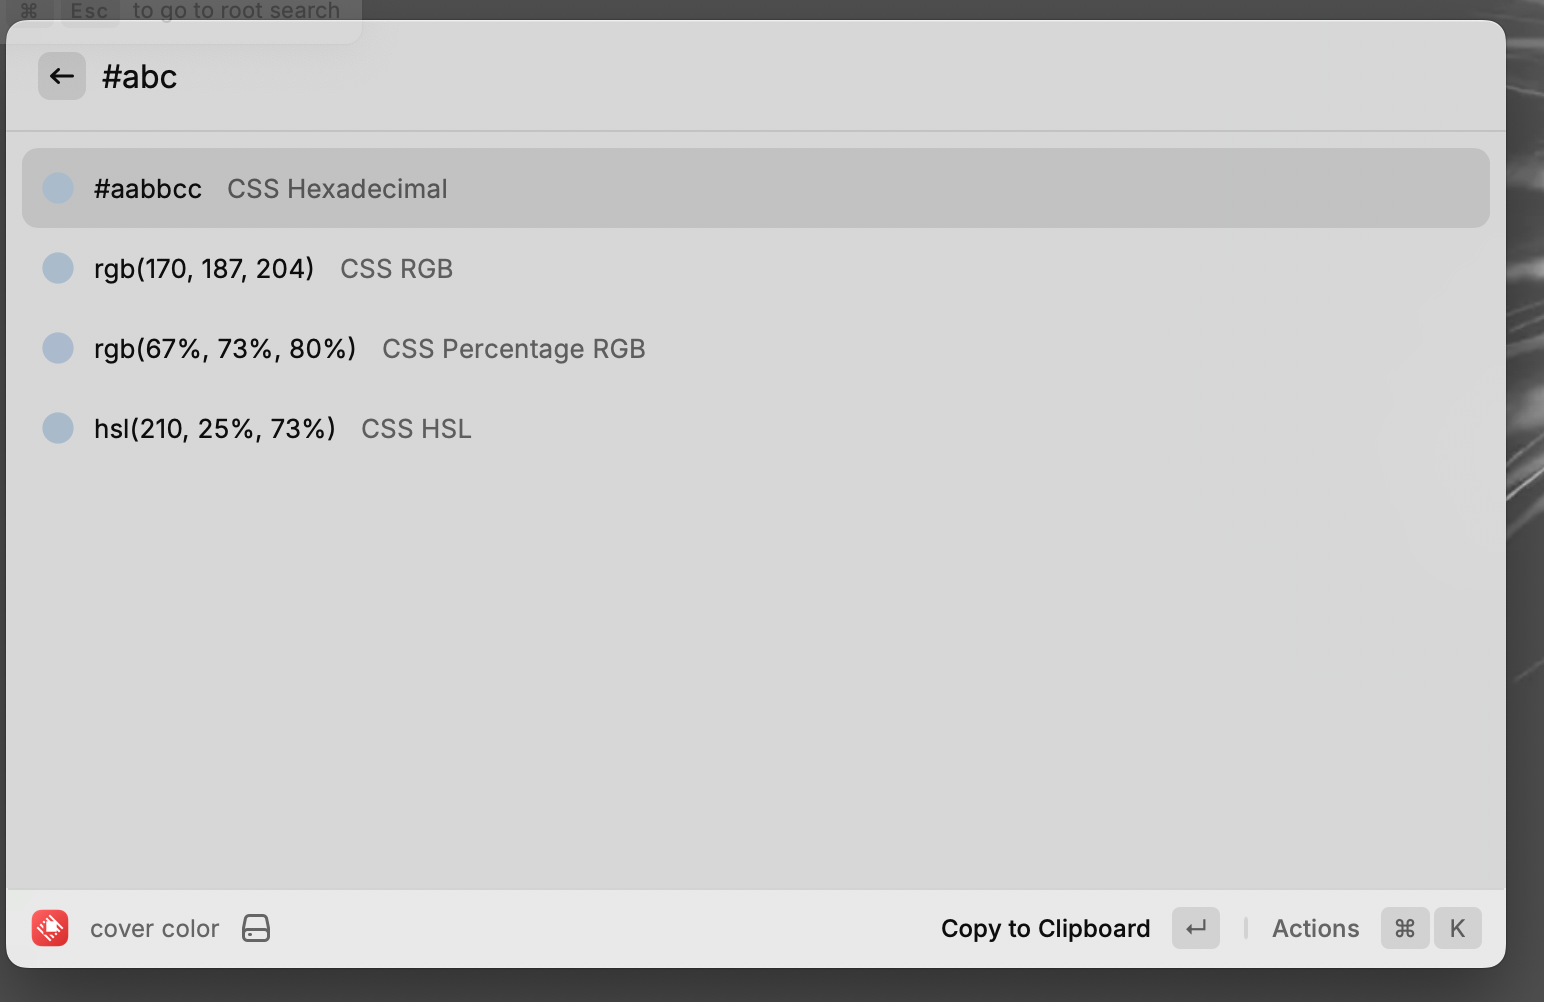 ⌘ Esc to go to root search
#abc
#aabbcc CSS Hexadecimal
rgb(170, 187, 204) CSS RGB
rgb(67%, 73%, 80%) CSS Percentage RGB
hsl(210, 25%, 73%) CSS HSL
cover color Copy to Clipboard ↵ Actions ⌘ K